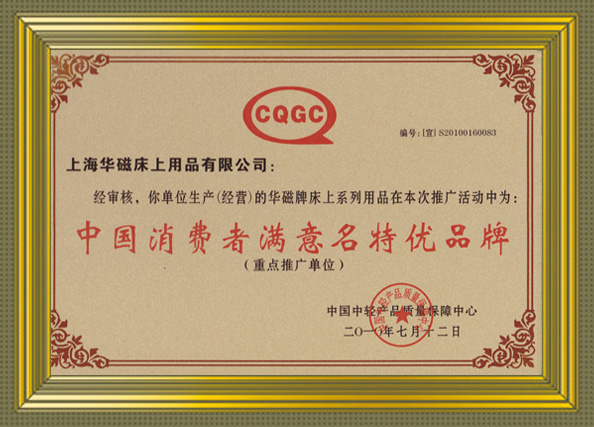 CQGC
编号：[宣] S20100160083
上海华磁床上用品有限公司：
经审核，你单位生产(经营)的华磁牌床上系列用品在本次推广活动中为：
中国消费者满意名特优品牌
（重点推广单位）
中国中轻产品质量保障中心
二〇一〇年七月十二日